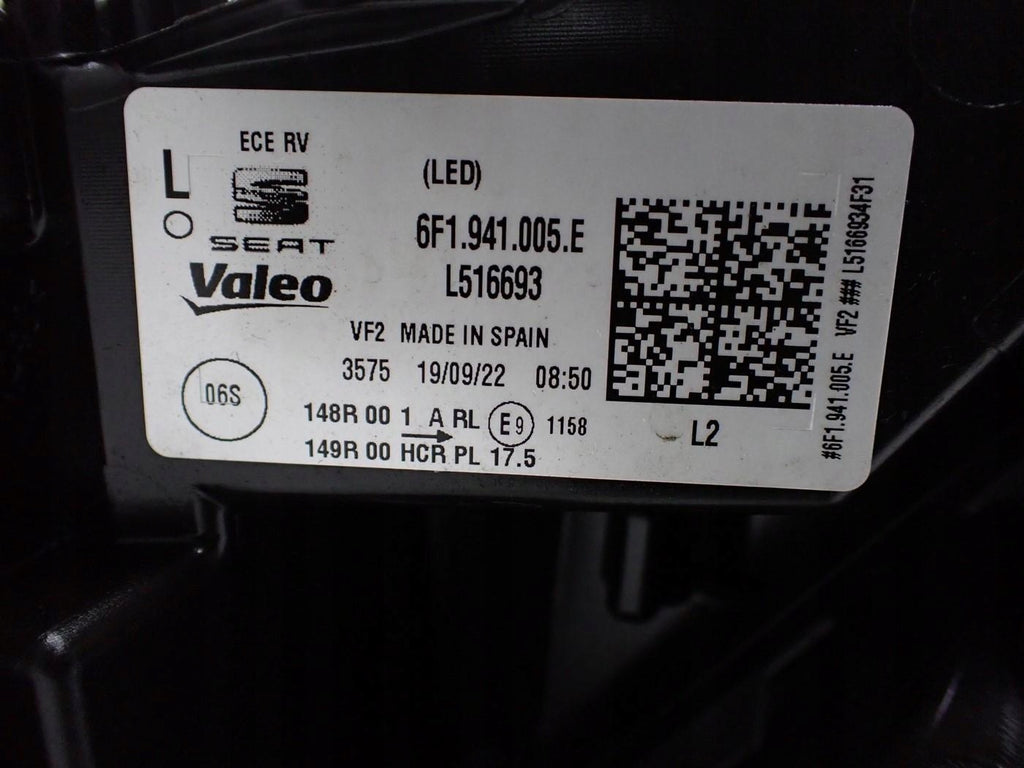 ECE RV
L
SEAT
Valeo
(LED)
6F1.941.005.E
L516693
VF2 MADE IN SPAIN
3575 19/09/22 08:50
06S
148R 00 1 A RL E9 1158
149R 00 HCR PL 17.5
L2
#6F1.941.005.E VF2 ### L5166934F31